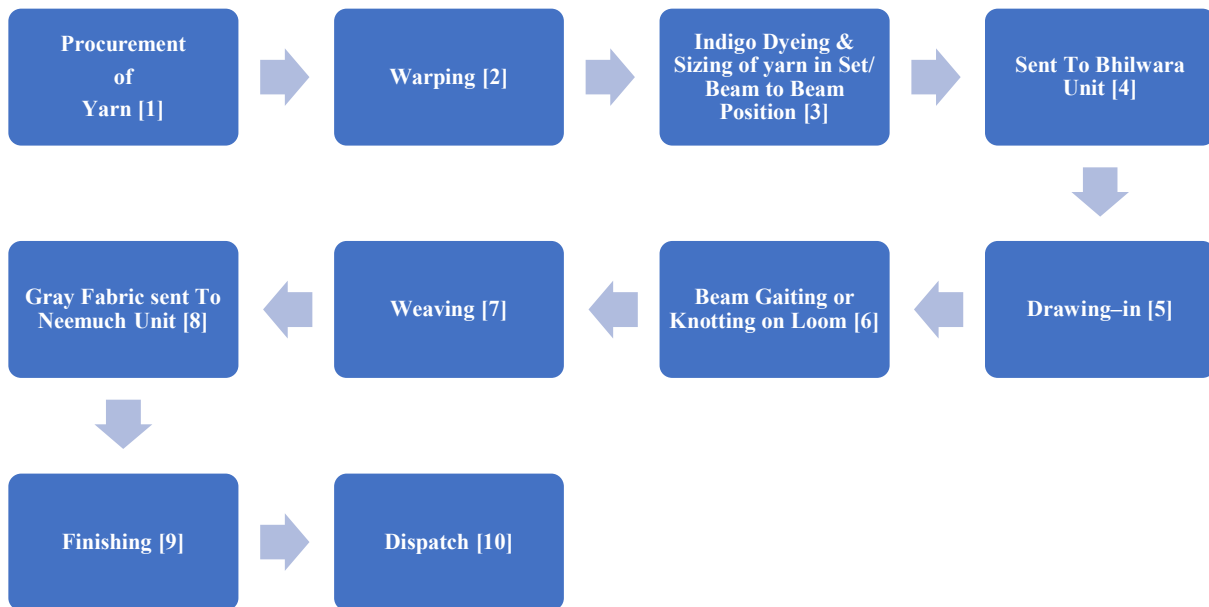 Procurement
of
Yarn [1]
Warping [2]
Indigo Dyeing &
Sizing of yarn in Set/
Beam to Beam
Position [3]
Sent To Bhilwara
Unit [4]
Drawing–in [5]
Beam Gaiting or
Knotting on Loom [6]
Weaving [7]
Gray Fabric sent To
Neemuch Unit [8]
Finishing [9]
Dispatch [10]